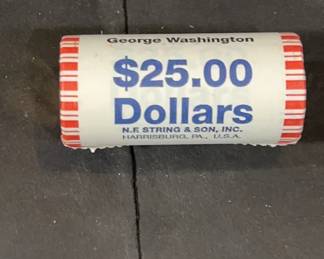 George Washington
$25.00
Dollars
N.F. STRING & SON, INC.
HARRISBURG, PA., U.S.A.